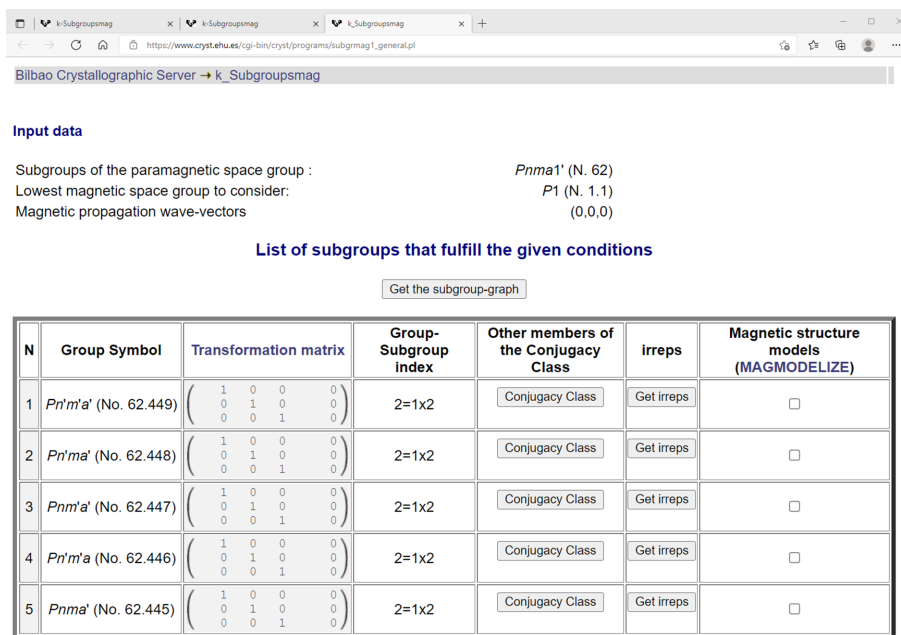 k-Subgroupsmag
k-Subgroupsmag
k_Subgroupsmag
https://www.cryst.ehu.es/cgi-bin/cryst/programs/subgrmag1_general.pl
Bilbao Crystallographic Server → k_Subgroupsmag
Input data
Subgroups of the paramagnetic space group : Pnma1' (N. 62)
Lowest magnetic space group to consider: P1 (N. 1.1)
Magnetic propagation wave-vectors (0,0,0)
List of subgroups that fulfill the given conditions
Get the subgroup-graph
N Group Symbol Transformation matrix Group-Subgroup index Other members of the Conjugacy Class irreps Magnetic structure models (MAGMODELIZE)
1 Pn'm'a' (No. 62.449) 2=1x2 Conjugacy Class Get irreps
1 0 0 0
0 1 0 0
0 0 1 0
2 Pn'ma' (No. 62.448) 2=1x2 Conjugacy Class Get irreps
1 0 0 0
0 1 0 0
0 0 1 0
3 Pnm'a' (No. 62.447) 2=1x2 Conjugacy Class Get irreps
1 0 0 0
0 1 0 0
0 0 1 0
4 Pn'm'a (No. 62.446) 2=1x2 Conjugacy Class Get irreps
1 0 0 0
0 1 0 0
0 0 1 0
5 Pnma' (No. 62.445) 2=1x2 Conjugacy Class Get irreps
1 0 0 0
0 1 0 0
0 0 1 0